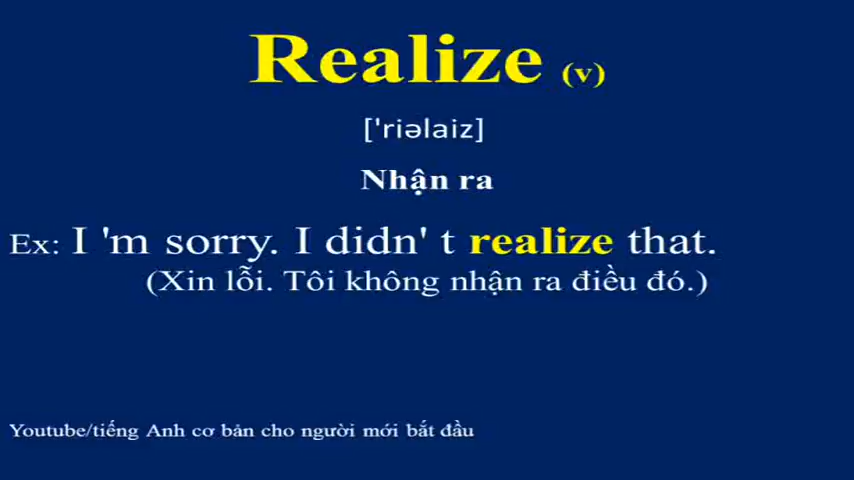 Realize (v)
['riəlaiz]
Nhận ra
Ex: I 'm sorry. I didn' t realize that.
(Xin lỗi. Tôi không nhận ra điều đó.)
Youtube/tiếng Anh cơ bản cho người mới bắt đầu